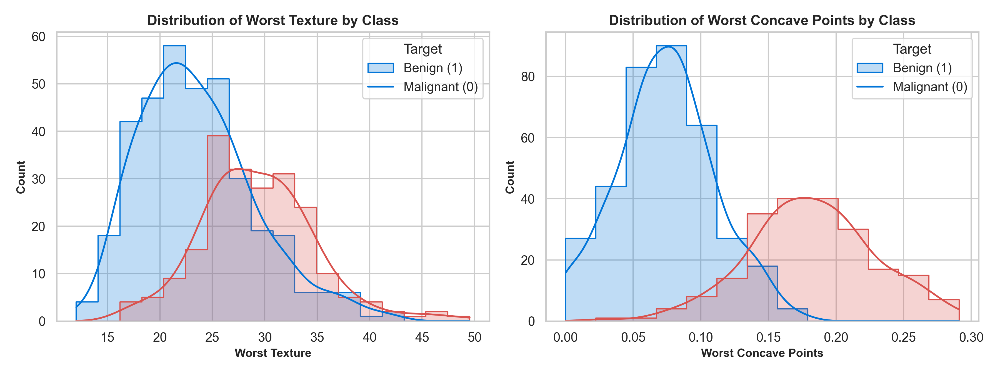 Distribution of Worst Texture by Class
60
50
40
30
20
10
0
Count
Target
Benign (1)
Malignant (0)
15 20 25 30 35 40 45 50
Worst Texture
Distribution of Worst Concave Points by Class
80
60
40
20
0
Count
Target
Benign (1)
Malignant (0)
0.00 0.05 0.10 0.15 0.20 0.25 0.30
Worst Concave Points